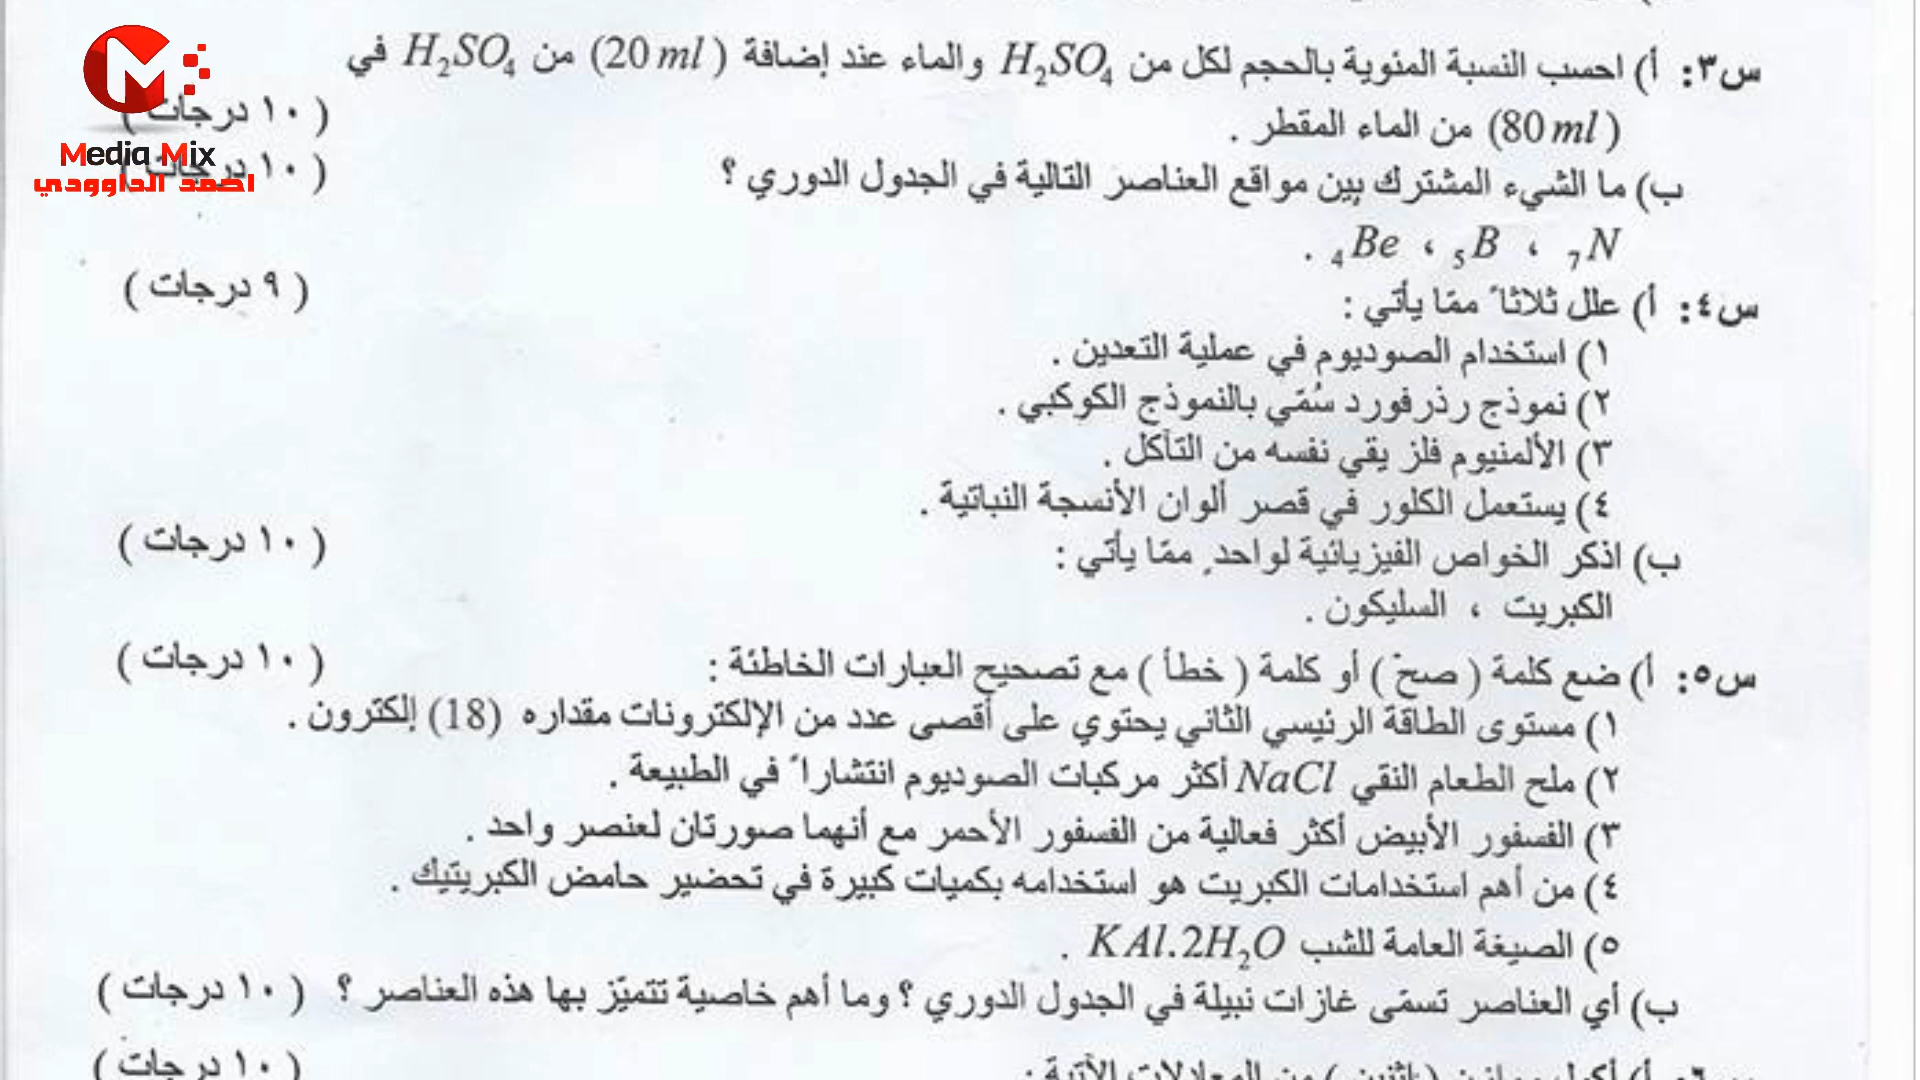 Media Mix
احمد الداوودي
س٣: أ) احسب النسبة المئوية بالحجم لكل من H₂SO₄ والماء عند إضافة (20 ml) من H₂SO₄ في
(80 ml) من الماء المقطر . (١٠ درجات)
ب) ما الشيء المشترك بين مواقع العناصر التالية في الجدول الدوري ؟ (١٠ درجات)
₇N ، ₅B ، ₄Be .
س٤: أ) علل ثلاثاً ممّا يأتي : (٩ درجات)
١) استخدام الصوديوم في عملية التعدين .
٢) نموذج رذرفورد سُمّي بالنموذج الكوكبي .
٣) الألمنيوم فلز يقي نفسه من التآكل .
٤) يستعمل الكلور في قصر ألوان الأنسجة النباتية .
ب) اذكر الخواص الفيزيائية لواحدٍ ممّا يأتي : (١٠ درجات)
الكبريت ، السليكون .
س٥: أ) ضع كلمة (صحّ) أو كلمة (خطأ) مع تصحيح العبارات الخاطئة : (١٠ درجات)
١) مستوى الطاقة الرئيسي الثاني يحتوي على أقصى عدد من الإلكترونات مقداره (18) إلكترون .
٢) ملح الطعام النقي NaCl أكثر مركبات الصوديوم انتشاراً في الطبيعة .
٣) الفسفور الأبيض أكثر فعالية من الفسفور الأحمر مع أنهما صورتان لعنصر واحد .
٤) من أهم استخدامات الكبريت هو استخدامه بكميات كبيرة في تحضير حامض الكبريتيك .
٥) الصيغة العامة للشب KAl.2H₂O .
ب) أي العناصر تسمّى غازات نبيلة في الجدول الدوري ؟ وما أهم خاصية تتميّز بها هذه العناصر ؟ (١٠ درجات)
(١٠ درجات)